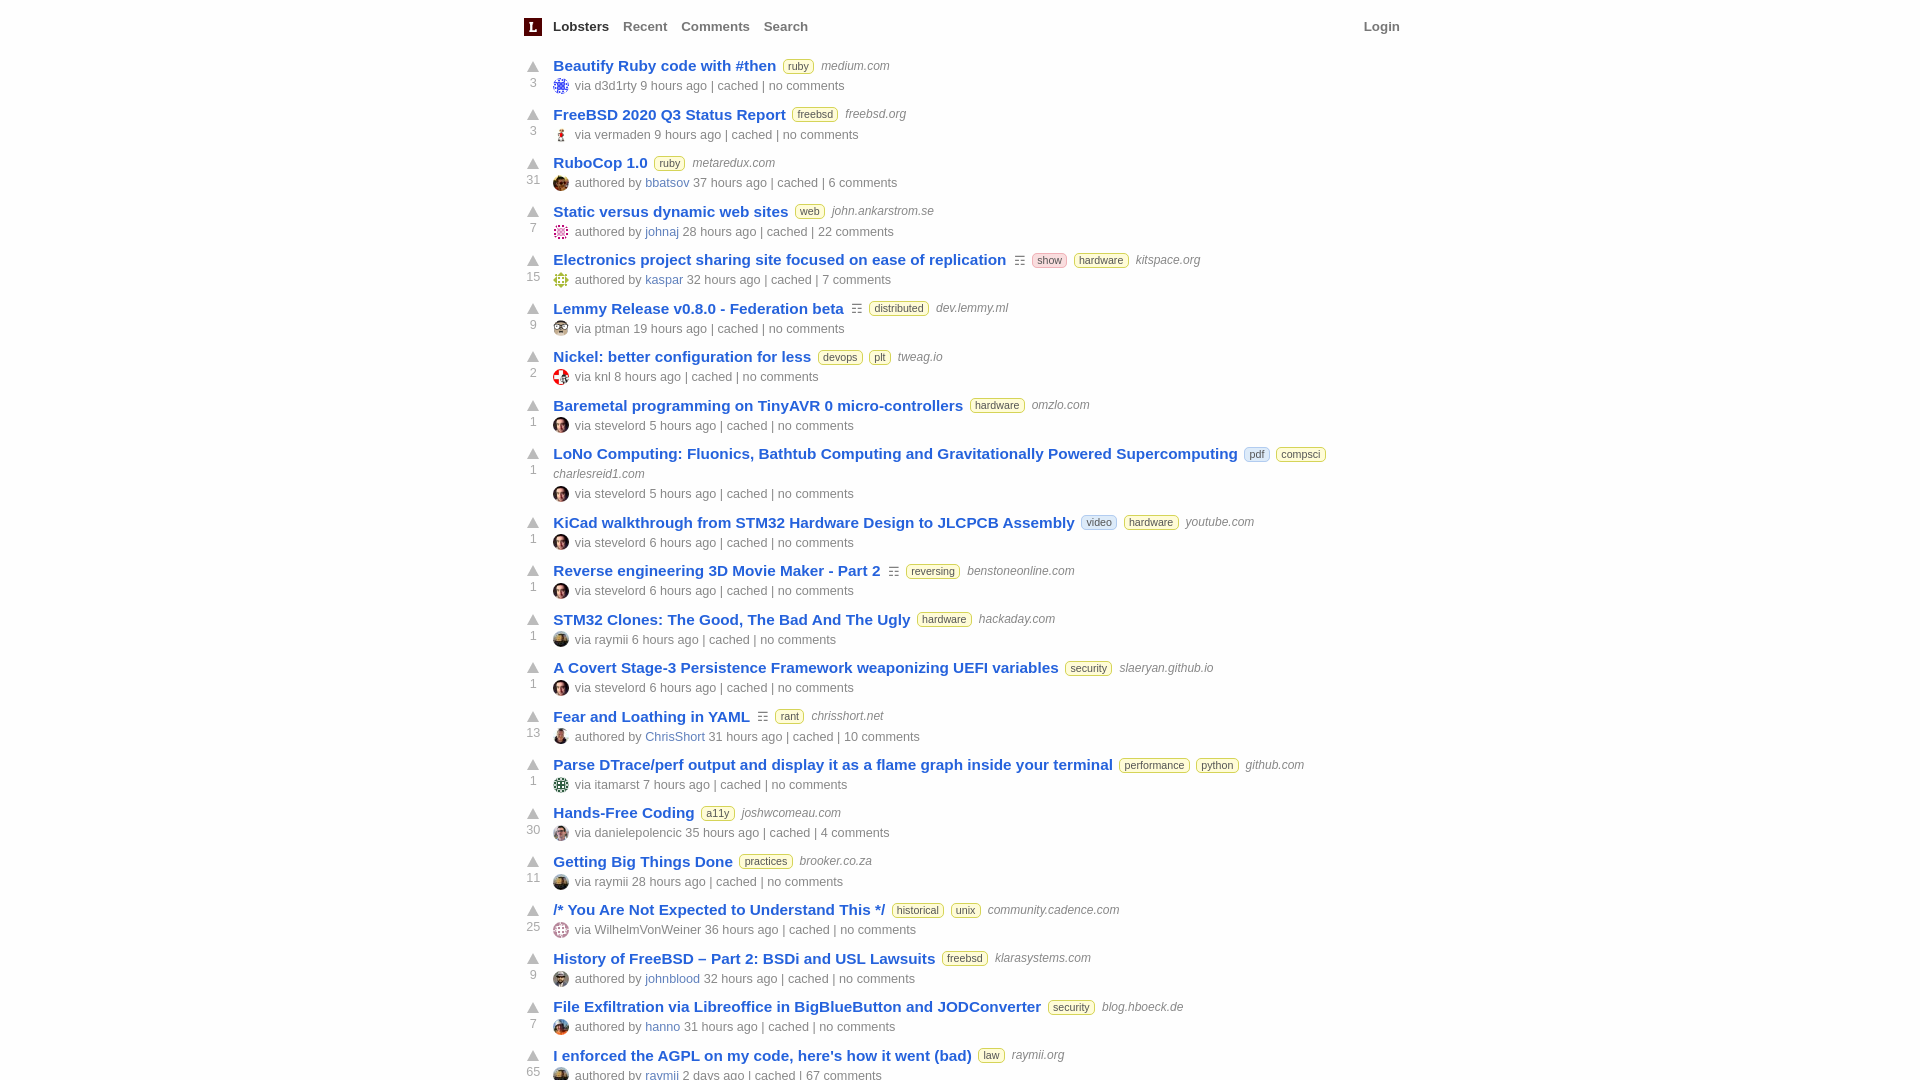 L Lobsters Recent Comments Search Login
Beautify Ruby code with #then ruby medium.com
3
via d3d1rty 9 hours ago | cached | no comments
FreeBSD 2020 Q3 Status Report freebsd freebsd.org
3
via vermaden 9 hours ago | cached | no comments
RuboCop 1.0 ruby metaredux.com
31
authored by bbatsov 37 hours ago | cached | 6 comments
Static versus dynamic web sites web john.ankarstrom.se
7
authored by johnaj 28 hours ago | cached | 22 comments
Electronics project sharing site focused on ease of replication ☶ show hardware kitspace.org
15
authored by kaspar 32 hours ago | cached | 7 comments
Lemmy Release v0.8.0 - Federation beta ☶ distributed dev.lemmy.ml
9
via ptman 19 hours ago | cached | no comments
Nickel: better configuration for less devops plt tweag.io
2
via knl 8 hours ago | cached | no comments
Baremetal programming on TinyAVR 0 micro-controllers hardware omzlo.com
1
via stevelord 5 hours ago | cached | no comments
LoNo Computing: Fluonics, Bathtub Computing and Gravitationally Powered Supercomputing pdf compsci
1
charlesreid1.com
via stevelord 5 hours ago | cached | no comments
KiCad walkthrough from STM32 Hardware Design to JLCPCB Assembly video hardware youtube.com
1
via stevelord 6 hours ago | cached | no comments
Reverse engineering 3D Movie Maker - Part 2 ☶ reversing benstoneonline.com
1
via stevelord 6 hours ago | cached | no comments
STM32 Clones: The Good, The Bad And The Ugly hardware hackaday.com
1
via raymii 6 hours ago | cached | no comments
A Covert Stage-3 Persistence Framework weaponizing UEFI variables security slaeryan.github.io
1
via stevelord 6 hours ago | cached | no comments
Fear and Loathing in YAML ☶ rant chrisshort.net
13
authored by ChrisShort 31 hours ago | cached | 10 comments
Parse DTrace/perf output and display it as a flame graph inside your terminal performance python github.com
1
via itamarst 7 hours ago | cached | no comments
Hands-Free Coding a11y joshwcomeau.com
30
via danielepolencic 35 hours ago | cached | 4 comments
Getting Big Things Done practices brooker.co.za
11
via raymii 28 hours ago | cached | no comments
/* You Are Not Expected to Understand This */ historical unix community.cadence.com
25
via WilhelmVonWeiner 36 hours ago | cached | no comments
History of FreeBSD – Part 2: BSDi and USL Lawsuits freebsd klarasystems.com
9
authored by johnblood 32 hours ago | cached | no comments
File Exfiltration via Libreoffice in BigBlueButton and JODConverter security blog.hboeck.de
7
authored by hanno 31 hours ago | cached | no comments
I enforced the AGPL on my code, here's how it went (bad) law raymii.org
65
authored by raymii 2 days ago | cached | 67 comments